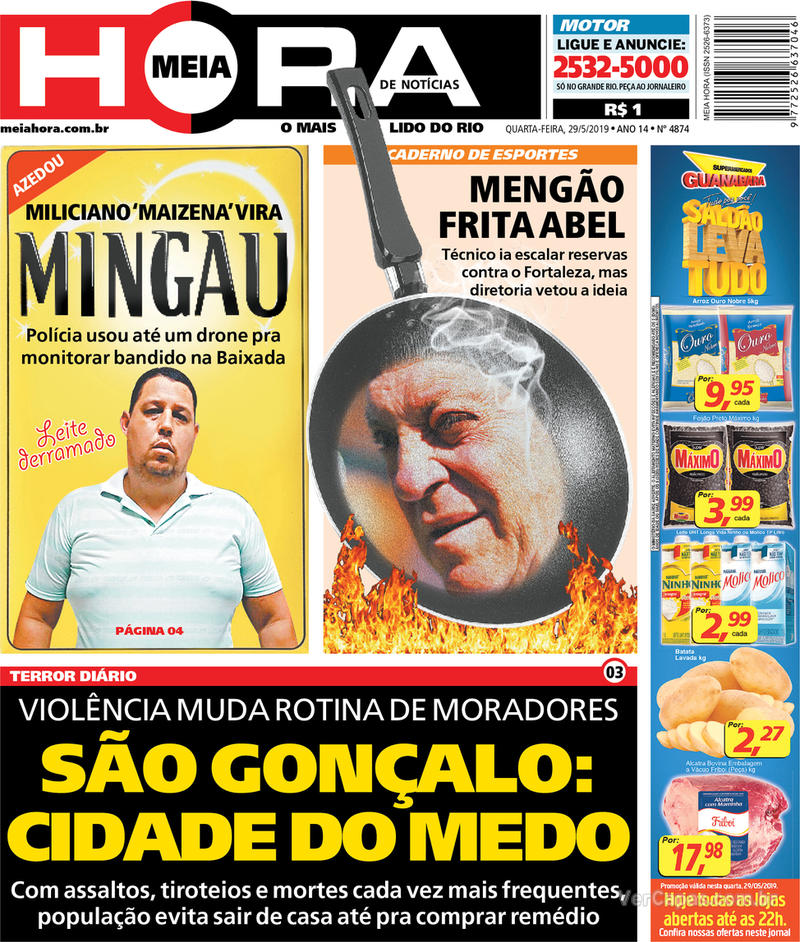 HORA
MEIA
DE NOTÍCIAS
meiahora.com.br
O MAIS LIDO DO RIO
QUARTA-FEIRA, 29/5/2019 • ANO 14 • Nº 4874
MOTOR
LIGUE E ANUNCIE:
2532-5000
SÓ NO GRANDE RIO. PEÇA AO JORNALEIRO
R$ 1
MEIA HORA (ISSN 2526-6373)
9 772526 637046
AZEDOU
MILICIANO 'MAIZENA' VIRA
MINGAU
Polícia usou até um drone pra
monitorar bandido na Baixada
Leite
derramado
PÁGINA 04
CADERNO DE ESPORTES
MENGÃO
FRITA ABEL
Técnico ia escalar reservas
contra o Fortaleza, mas
diretoria vetou a ideia
TERROR DIÁRIO
03
VIOLÊNCIA MUDA ROTINA DE MORADORES
SÃO GONÇALO:
CIDADE DO MEDO
Com assaltos, tiroteios e mortes cada vez mais frequentes,
população evita sair de casa até pra comprar remédio
SUPERMERCADOS
GUANABARA
Tudo por você!
SALDÃO
LEVA
TUDO
Arroz Ouro Nobre 5kg
Ouro
Nobre
Ouro
Nobre
Por:
9,95
cada
Feijão Preto Máximo kg
MÁXIMO
MÁXIMO
Por:
3,99
cada
Leite UHT Longa Vida Ninho ou Molico TP Litro
NINHO
Molico
Molico
Por:
2,99
cada
Batata
Lavada kg
Por:
2,27
Alcatra Bovina Embalagem
a Vácuo Friboi (Peça) kg
Alcatra
com Maminha
Friboi
Por:
17,98
Promoção válida nesta quarta, 29/05/2019.
Hoje todas as lojas
abertas até as 22h.
Confira nossas ofertas neste jornal
VerCapas.com.br